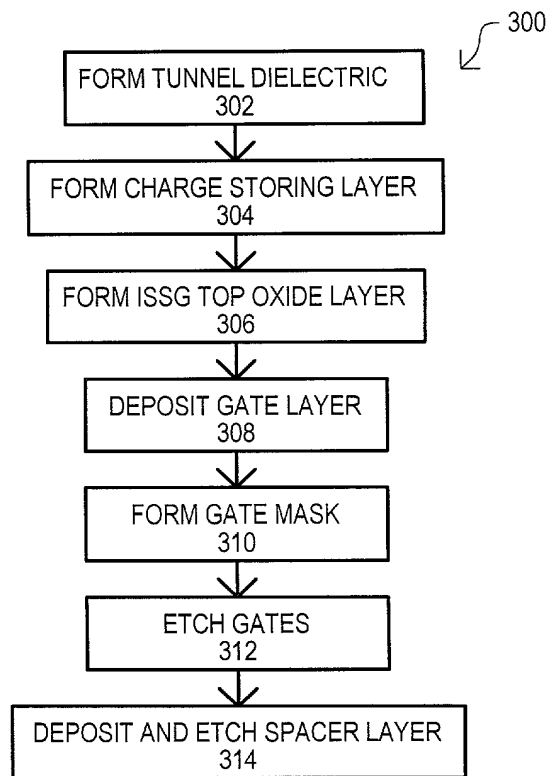 300
FORM TUNNEL DIELECTRIC
302
FORM CHARGE STORING LAYER
304
FORM ISSG TOP OXIDE LAYER
306
DEPOSIT GATE LAYER
308
FORM GATE MASK
310
ETCH GATES
312
DEPOSIT AND ETCH SPACER LAYER
314